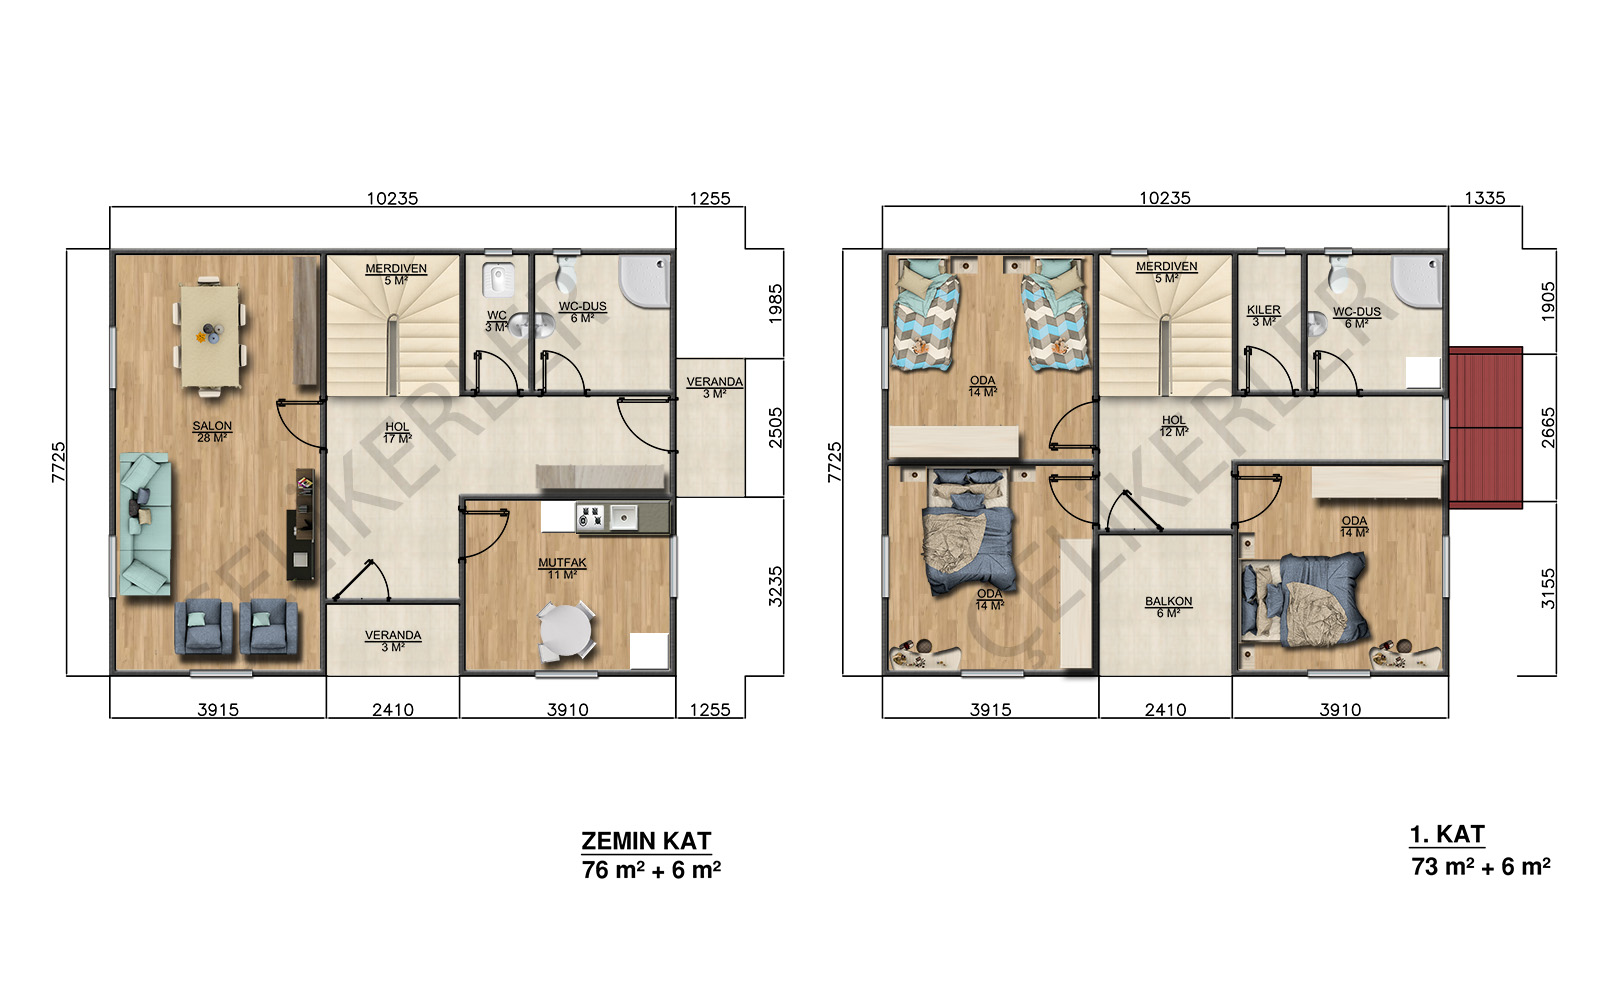 10235
1255
7725
1985
2505
3235
3915
2410
3910
1255
MERDIVEN
5 M²
WC
3 M²
WC-DUS
6 M²
VERANDA
3 M²
SALON
28 M²
HOL
17 M²
MUTFAK
11 M²
VERANDA
3 M²
ÇELİKERLER
ZEMIN KAT
76 m² + 6 m²
10235
1335
7725
1905
2665
3155
3915
2410
3910
MERDIVEN
5 M²
KILER
3 M²
WC-DUS
6 M²
ODA
14 M²
HOL
12 M²
ODA
14 M²
ODA
14 M²
BALKON
6 M²
ÇELİKERLER
1. KAT
73 m² + 6 m²